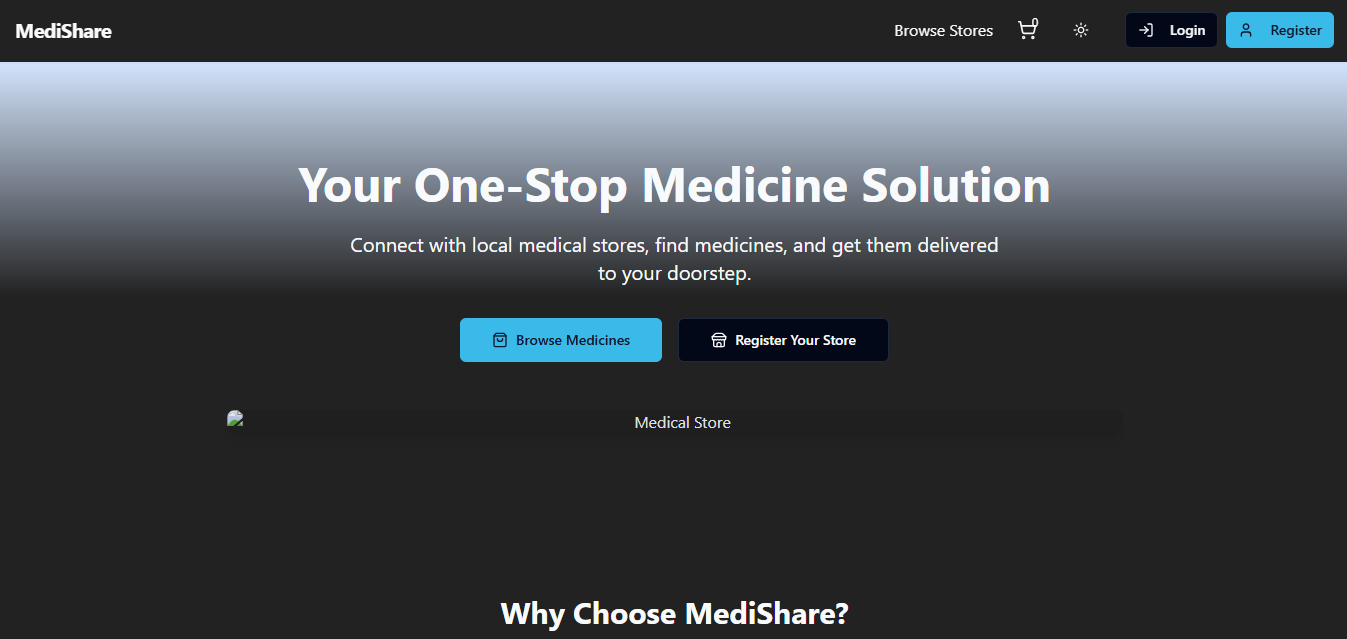 MediShare
Browse Stores
0
Login
Register
Your One-Stop Medicine Solution
Connect with local medical stores, find medicines, and get them delivered
to your doorstep.
Browse Medicines
Register Your Store
Medical Store
Why Choose MediShare?